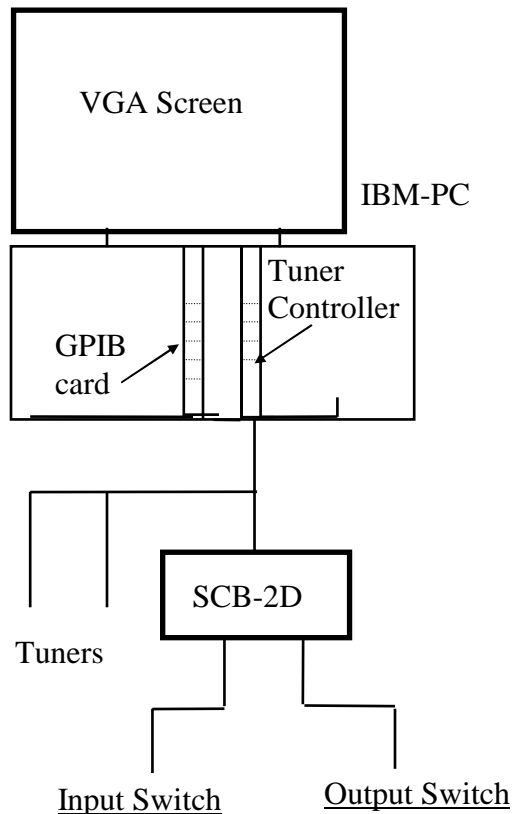 VGA Screen
IBM-PC
Tuner
Controller
GPIB
card
SCB-2D
Tuners
Input Switch
Output Switch